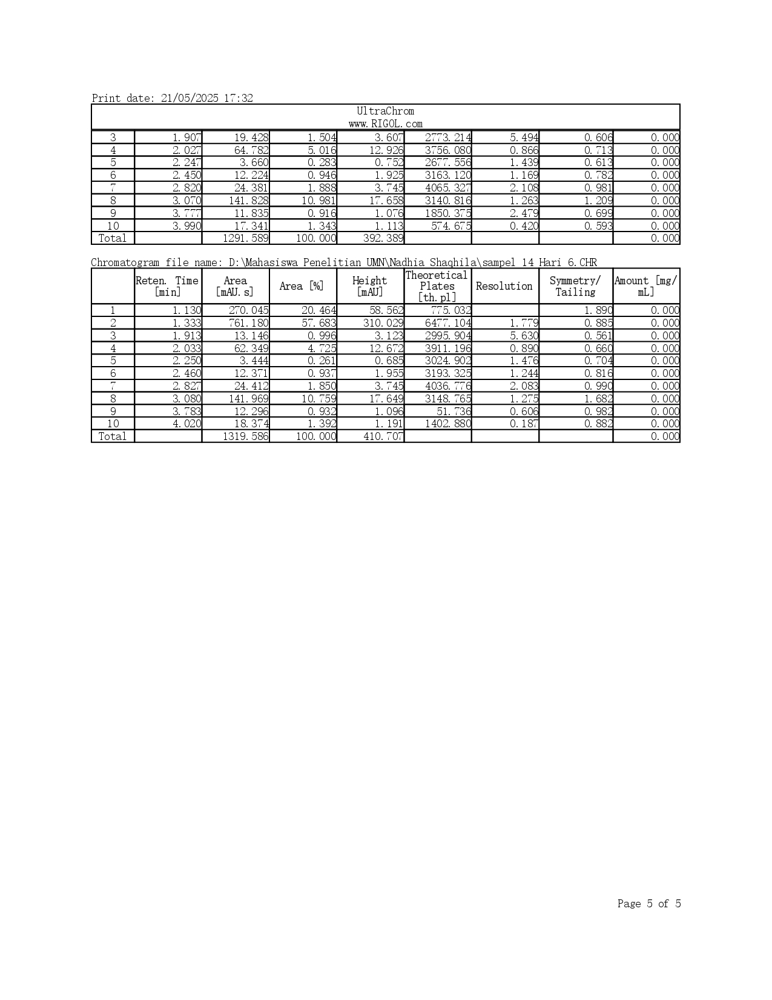 Print date: 21/05/2025 17:32
UltraChrom
www.RIGOL.com
3 1.907 19.428 1.504 3.607 2773.214 5.494 0.606 0.000
4 2.027 64.782 5.016 12.926 3756.080 0.866 0.713 0.000
5 2.247 3.660 0.283 0.752 2677.556 1.439 0.613 0.000
6 2.450 12.224 0.946 1.925 3163.120 1.169 0.782 0.000
7 2.820 24.381 1.888 3.745 4065.327 2.108 0.981 0.000
8 3.070 141.828 10.981 17.658 3140.816 1.263 1.209 0.000
9 3.777 11.835 0.916 1.076 1850.375 2.479 0.699 0.000
10 3.990 17.341 1.343 1.113 574.675 0.420 0.593 0.000
Total 1291.589 100.000 392.389 0.000
Chromatogram file name: D:\Mahasiswa Penelitian UMN\Nadhia Shaqhila\sampel 14 Hari 6.CHR
Reten. Time [min] Area [mAU.s] Area [%] Height [mAU] Theoretical Plates [th.pl] Resolution Symmetry/ Tailing Amount [mg/ mL]
1 1.130 270.045 20.464 58.562 775.032 1.890 0.000
2 1.333 761.180 57.683 310.029 6477.104 1.779 0.885 0.000
3 1.913 13.146 0.996 3.123 2995.904 5.630 0.561 0.000
4 2.033 62.349 4.725 12.672 3911.196 0.890 0.660 0.000
5 2.250 3.444 0.261 0.685 3024.902 1.476 0.704 0.000
6 2.460 12.371 0.937 1.955 3193.325 1.244 0.816 0.000
7 2.827 24.412 1.850 3.745 4036.776 2.083 0.990 0.000
8 3.080 141.969 10.759 17.649 3148.765 1.275 1.682 0.000
9 3.783 12.296 0.932 1.096 51.736 0.606 0.982 0.000
10 4.020 18.374 1.392 1.191 1402.880 0.187 0.882 0.000
Total 1319.586 100.000 410.707 0.000
Page 5 of 5